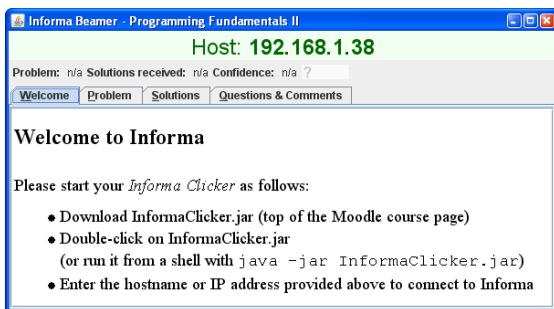 Informa Beamer - Programming Fundamentals II
Host: 192.168.1.38
Problem: n/a Solutions received: n/a Confidence: n/a ?
Welcome Problem Solutions Questions & Comments
Welcome to Informa
Please start your Informa Clicker as follows:
• Download InformaClicker.jar (top of the Moodle course page)
• Double-click on InformaClicker.jar
(or run it from a shell with java -jar InformaClicker.jar)
• Enter the hostname or IP address provided above to connect to Informa